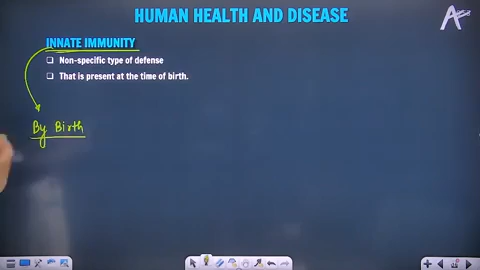 HUMAN HEALTH AND DISEASE
INNATE IMMUNITY
Non-specific type of defense
That is present at the time of birth.
By Birth